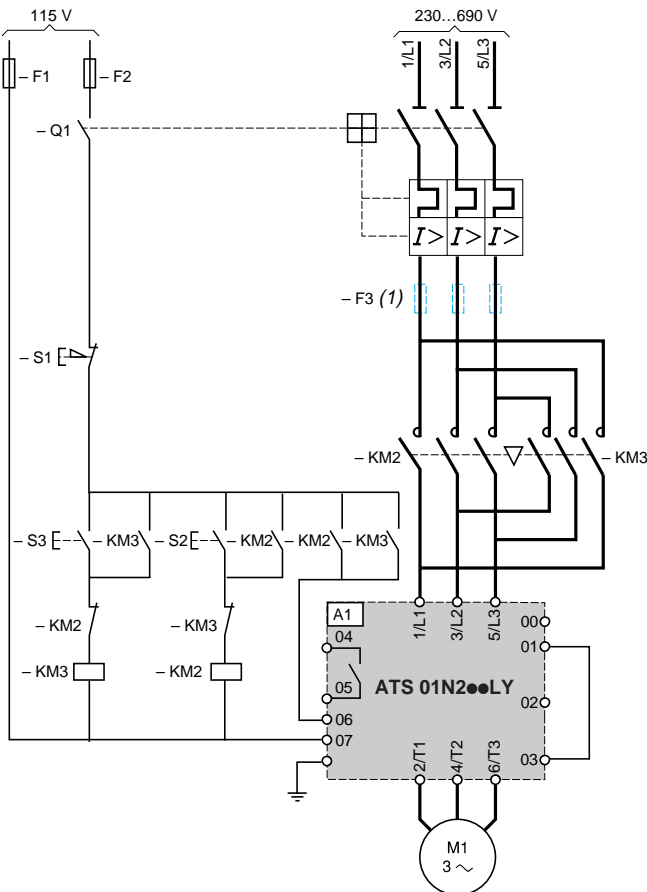 115 V
230...690 V
1/L1
3/L2
5/L3
– F1
– F2
– Q1
I>
I>
I>
– F3 (1)
– S1
– KM2
– KM3
– S3
– KM3
– S2
– KM2
– KM2
– KM3
– KM2
– KM3
– KM3
– KM2
A1
1/L1
3/L2
5/L3
00
04
01
05
ATS 01N2●●LY
02
06
07
03
2/T1
4/T2
6/T3
M1
3 ~